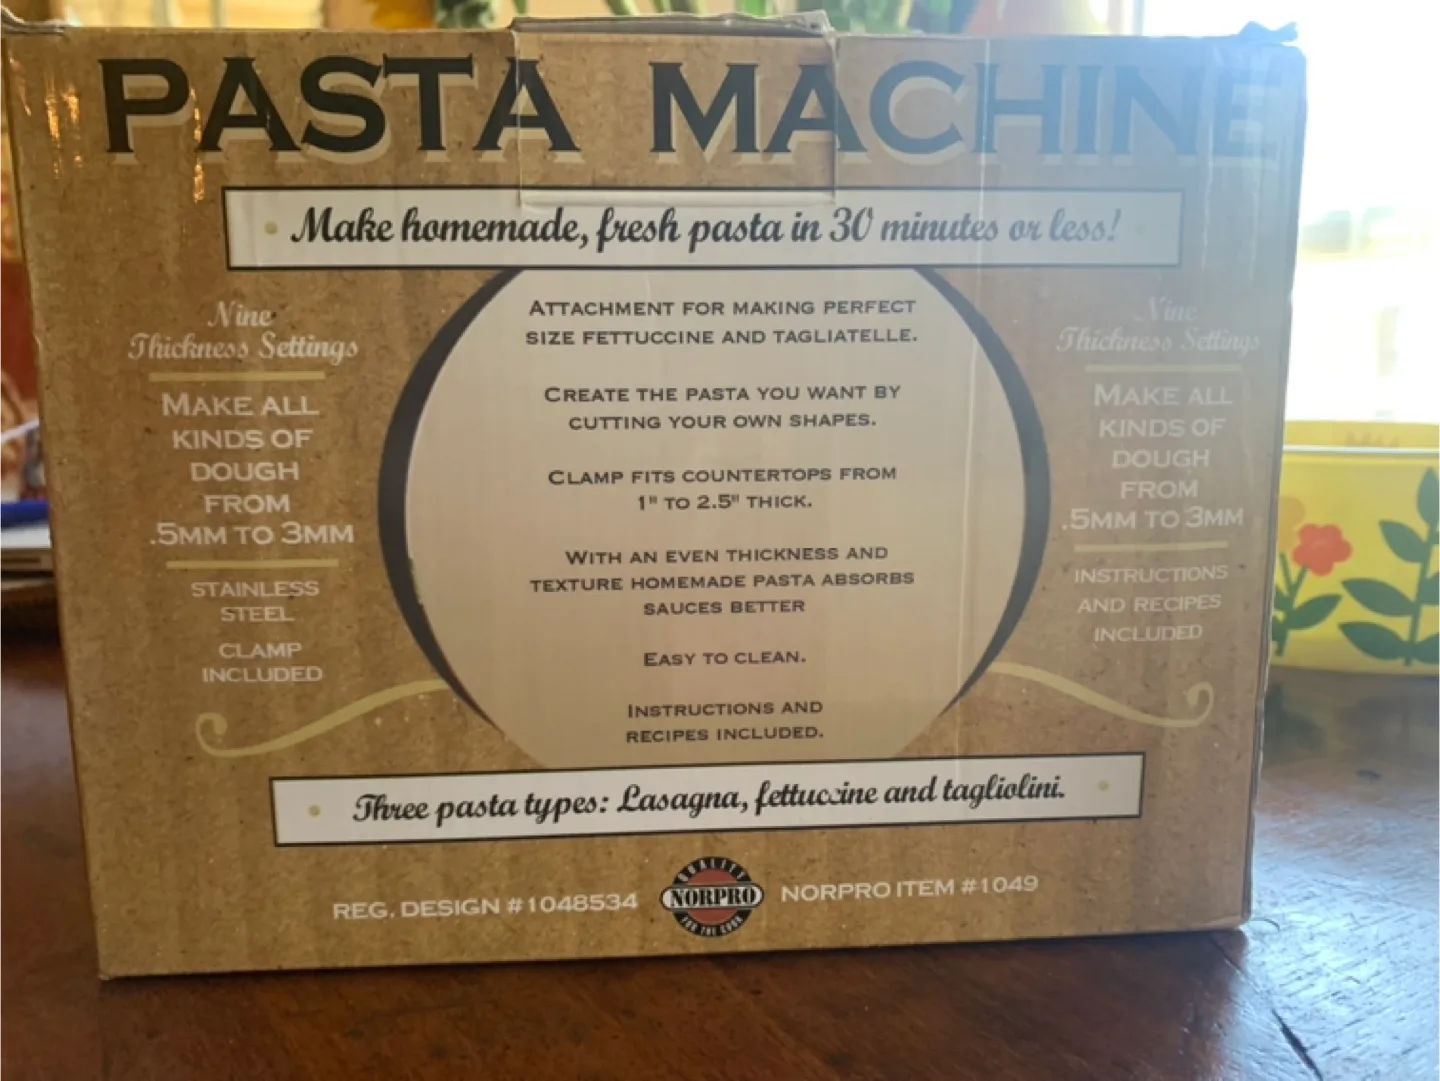 PASTA MACHINE
Make homemade, fresh pasta in 30 minutes or less!
Nine
Thickness Settings
MAKE ALL
KINDS OF
DOUGH
FROM
.5MM TO 3MM
STAINLESS
STEEL
CLAMP
INCLUDED
ATTACHMENT FOR MAKING PERFECT
SIZE FETTUCCINE AND TAGLIATELLE.
CREATE THE PASTA YOU WANT BY
CUTTING YOUR OWN SHAPES.
CLAMP FITS COUNTERTOPS FROM
1" TO 2.5" THICK.
WITH AN EVEN THICKNESS AND
TEXTURE HOMEMADE PASTA ABSORBS
SAUCES BETTER
EASY TO CLEAN.
INSTRUCTIONS AND
RECIPES INCLUDED.
Nine
Thickness Settings
MAKE ALL
KINDS OF
DOUGH
FROM
.5MM TO 3MM
INSTRUCTIONS
AND RECIPES
INCLUDED
Three pasta types: Lasagna, fettuccine and tagliolini.
REG. DESIGN #1048534
QUALITY
NORPRO
FOR THE COOK
NORPRO ITEM #1049